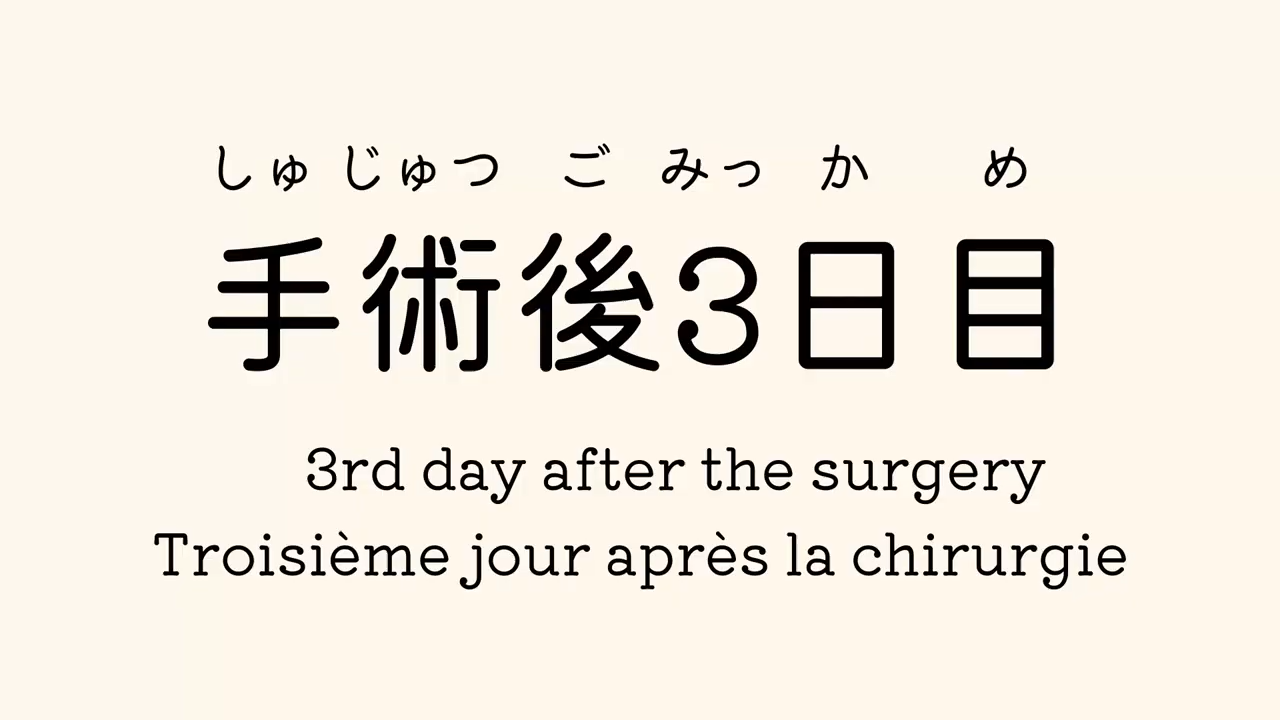 しゅじゅつ ご みっ か め
手術後3日目
3rd day after the surgery
Troisième jour après la chirurgie